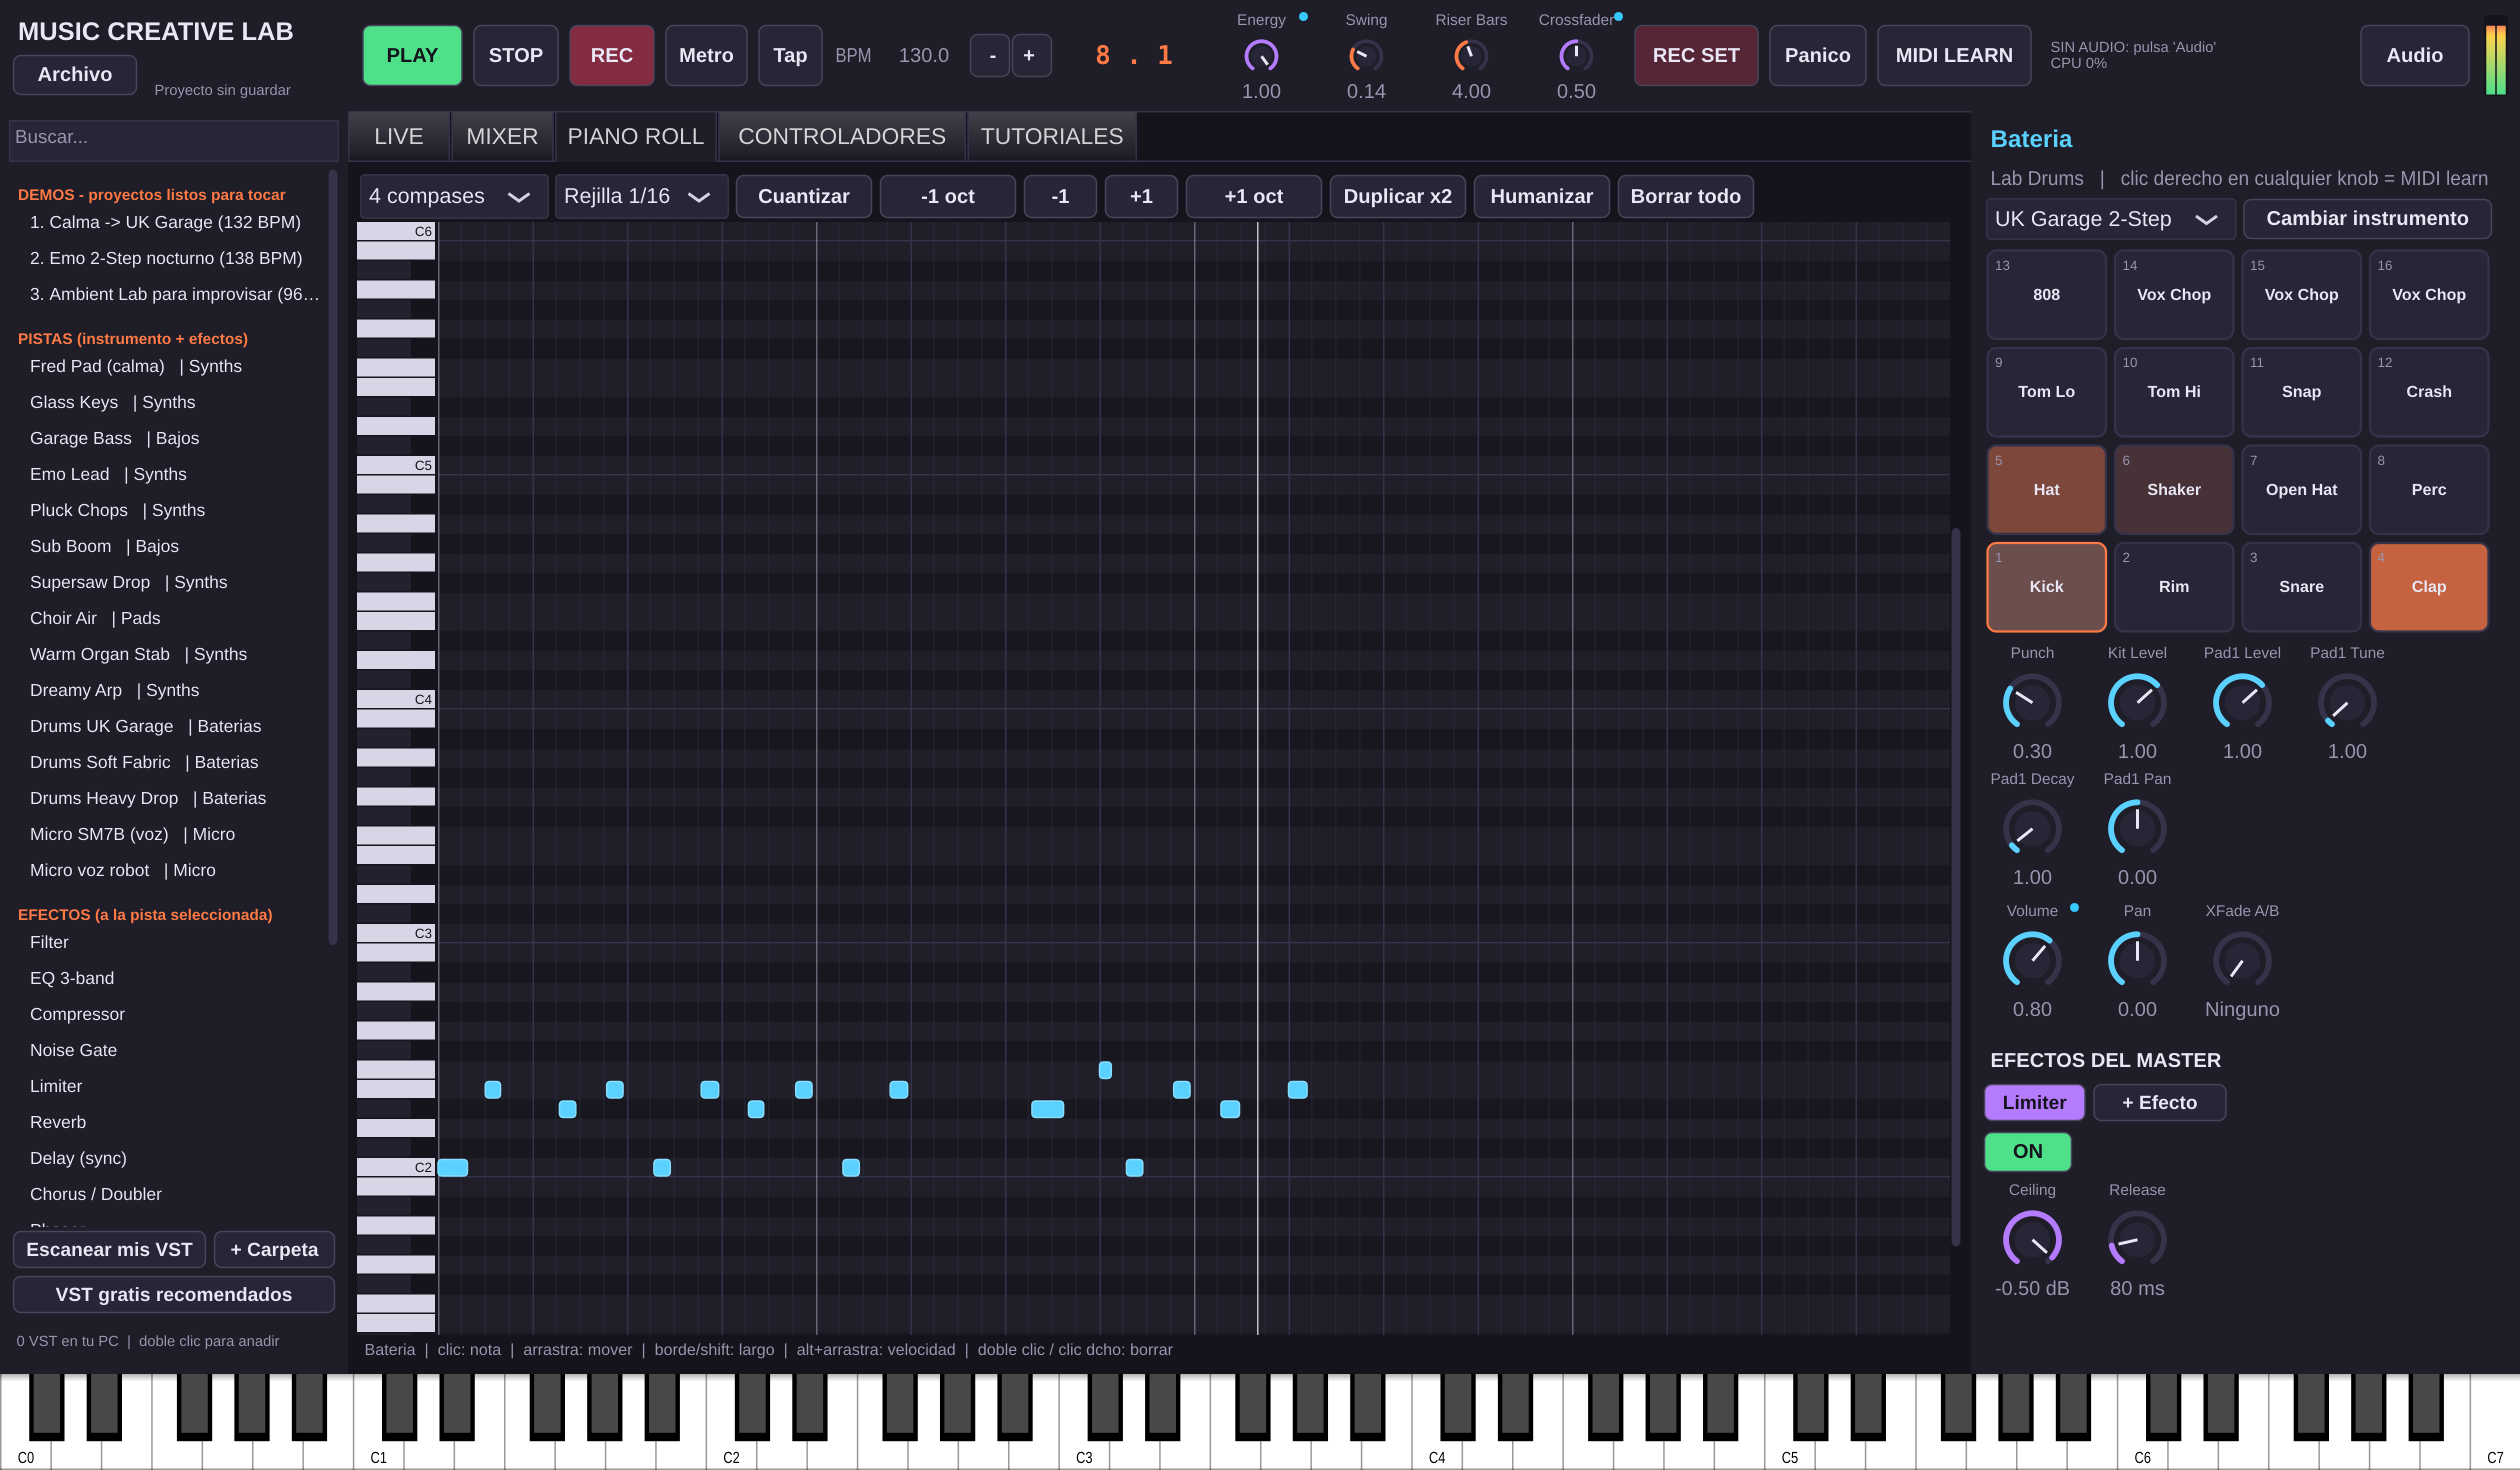 MUSIC CREATIVE LAB
Archivo
Proyecto sin guardar
PLAY
STOP
REC
Metro
Tap
BPM
130.0
-
+
8 . 1
Energy
1.00
Swing
0.14
Riser Bars
4.00
Crossfader
0.50
REC SET
Panico
MIDI LEARN
SIN AUDIO: pulsa 'Audio'
CPU 0%
Audio
Buscar...
DEMOS - proyectos listos para tocar
1. Calma -> UK Garage (132 BPM)
2. Emo 2-Step nocturno (138 BPM)
3. Ambient Lab para improvisar (96…
PISTAS (instrumento + efectos)
Fred Pad (calma) | Synths
Glass Keys | Synths
Garage Bass | Bajos
Emo Lead | Synths
Pluck Chops | Synths
Sub Boom | Bajos
Supersaw Drop | Synths
Choir Air | Pads
Warm Organ Stab | Synths
Dreamy Arp | Synths
Drums UK Garage | Baterias
Drums Soft Fabric | Baterias
Drums Heavy Drop | Baterias
Micro SM7B (voz) | Micro
Micro voz robot | Micro
EFECTOS (a la pista seleccionada)
Filter
EQ 3-band
Compressor
Noise Gate
Limiter
Reverb
Delay (sync)
Chorus / Doubler
Escanear mis VST
+ Carpeta
VST gratis recomendados
0 VST en tu PC | doble clic para anadir
LIVE
MIXER
PIANO ROLL
CONTROLADORES
TUTORIALES
4 compases
Rejilla 1/16
Cuantizar
-1 oct
-1
+1
+1 oct
Duplicar x2
Humanizar
Borrar todo
C6
C5
C4
C3
C2
Bateria | clic: nota | arrastra: mover | borde/shift: largo | alt+arrastra: velocidad | doble clic / clic dcho: borrar
Bateria
Lab Drums | clic derecho en cualquier knob = MIDI learn
UK Garage 2-Step
Cambiar instrumento
13
808
14
Vox Chop
15
Vox Chop
16
Vox Chop
9
Tom Lo
10
Tom Hi
11
Snap
12
Crash
5
Hat
6
Shaker
7
Open Hat
8
Perc
1
Kick
2
Rim
3
Snare
4
Clap
Punch
0.30
Kit Level
1.00
Pad1 Level
1.00
Pad1 Tune
1.00
Pad1 Decay
1.00
Pad1 Pan
0.00
Volume
0.80
Pan
0.00
XFade A/B
Ninguno
EFECTOS DEL MASTER
Limiter
+ Efecto
ON
Ceiling
-0.50 dB
Release
80 ms
C0
C1
C2
C3
C4
C5
C6
C7